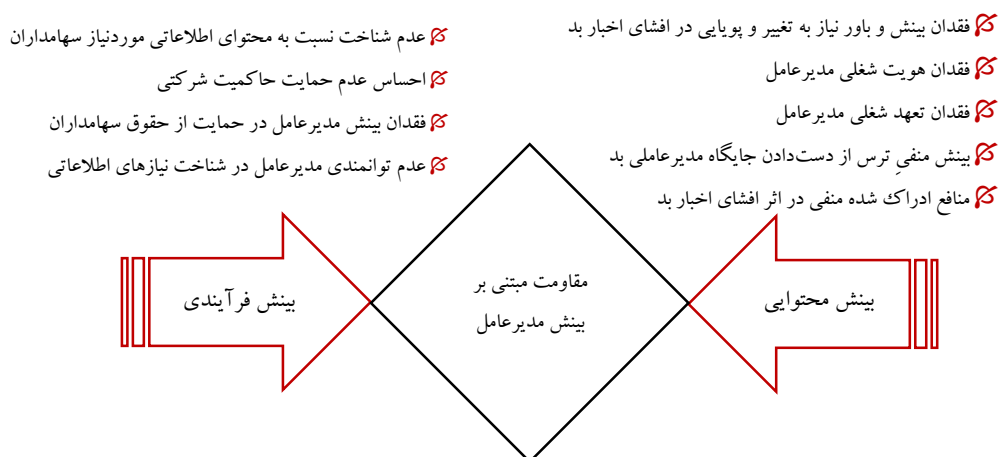 فقدان بینش و باور نیاز به تغییر و پویایی در افشای اخبار بد
فقدان هویت شغلی مدیرعامل
فقدان تعهد شغلی مدیرعامل
بینش منفیِ ترس از دست‌دادن جایگاه مدیرعاملی بد
منافع ادراک شده منفی در اثر افشای اخبار بد
عدم شناخت نسبت به محتوای اطلاعاتی موردنیاز سهامداران
احساس عدم حمایت حاکمیت شرکتی
فقدان بینش مدیرعامل در حمایت از حقوق سهامداران
عدم توانمندی مدیرعامل در شناخت نیازهای اطلاعاتی
بینش محتوایی
مقاومت مبتنی بر
بینش مدیرعامل
بینش فرآیندی